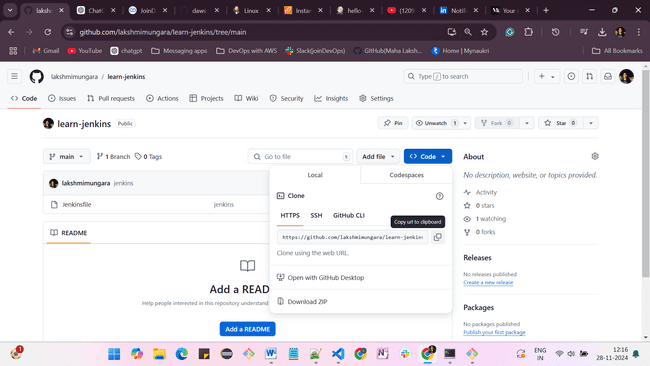 lakshm
ChatG
JoinD
daws
Linux
Instan
hello
(1209
Notifi
Your
github.com/lakshmimungara/learn-jenkins/tree/main
Gmail
YouTube
chatgpt
Messaging apps
DevOps with AWS
Slack(JoinDevOps)
GitHub(Maha Laksh...
Home | Mynaukri
All Bookmarks
lakshmimungara / learn-jenkins
Type / to search
Code
Issues
Pull requests
Actions
Projects
Wiki
Security
Insights
Settings
learn-jenkins
Public
Pin
Unwatch 1
Fork 0
Star 0
main
1 Branch
0 Tags
Go to file
t
Add file
Code
About
No description, website, or topics provided.
Activity
0 stars
1 watching
0 forks
lakshmimungara jenkins
Jenkinsfile
jenkins
Local
Codespaces
Clone
HTTPS
SSH
GitHub CLI
Copy url to clipboard
https://github.com/lakshmimungara/learn-jenkins
Clone using the web URL.
Open with GitHub Desktop
Download ZIP
README
Add a READ
Help people interested in this repository understand
Add a README
Releases
No releases published
Create a new release
Packages
No packages published
Publish your first package
ENG
IN
12:16
28-11-2024